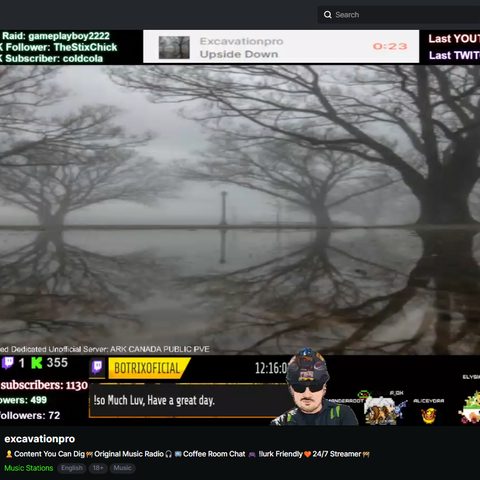 Search
Raid: gameplayboy2222
K Follower: TheStixChick
K Subscriber: coldcola
Excavationpro
Upside Down
0:23
Last YOUT
Last TWIT
ed Dedicated Unofficial Server: ARK CANADA PUBLIC PVE
1 K 355
subscribers: 1130
owers: 499
followers: 72
BOTRIXOFICIAL
12:16:0
!so Much Luv, Have a great day.
ALICEVORA
ELYSI
excavationpro
Content You Can Dig Original Music Radio Coffee Room Chat !lurk Friendly 24/7 Streamer
Music Stations English 18+ Music